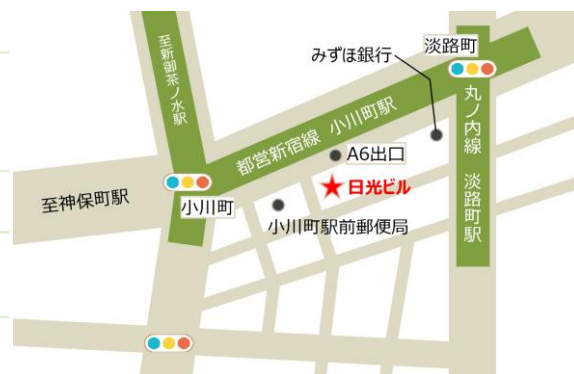 至新御茶ノ水駅
みずほ銀行
淡路町
都営新宿線 小川町駅
A6出口
丸ノ内線 淡路町駅
至神保町駅
小川町
日光ビル
小川町駅前郵便局